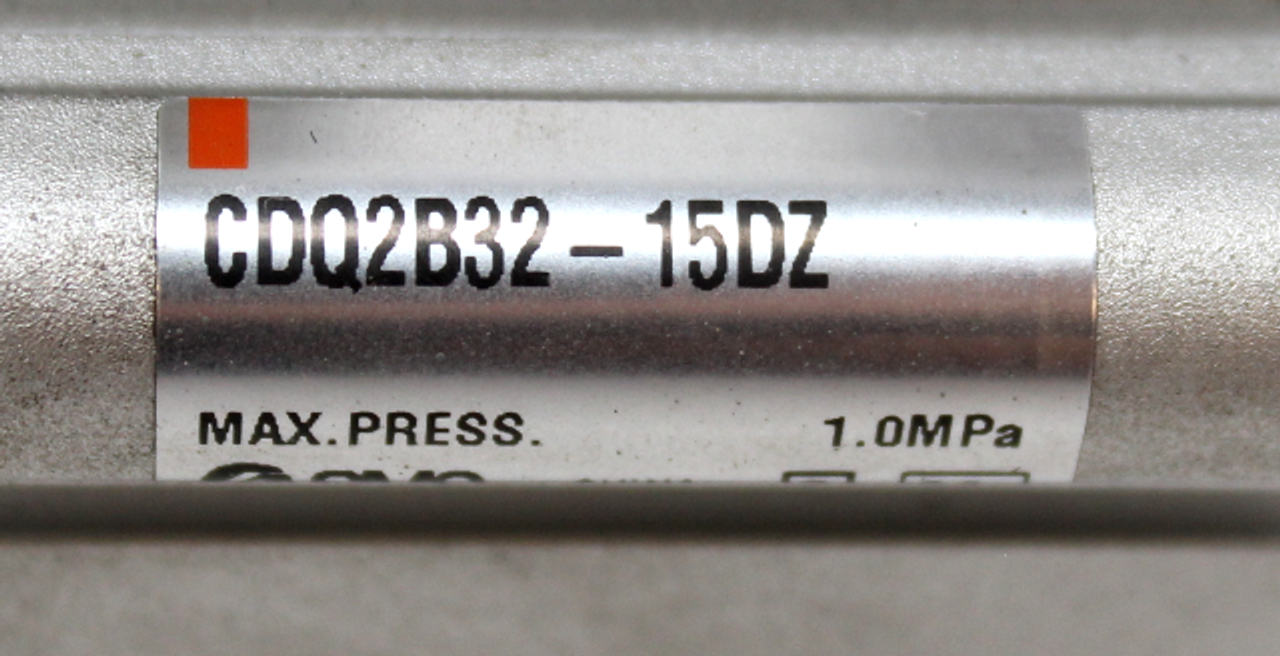 CDQ2B32-15DZ
MAX. PRESS. 1.0MPa